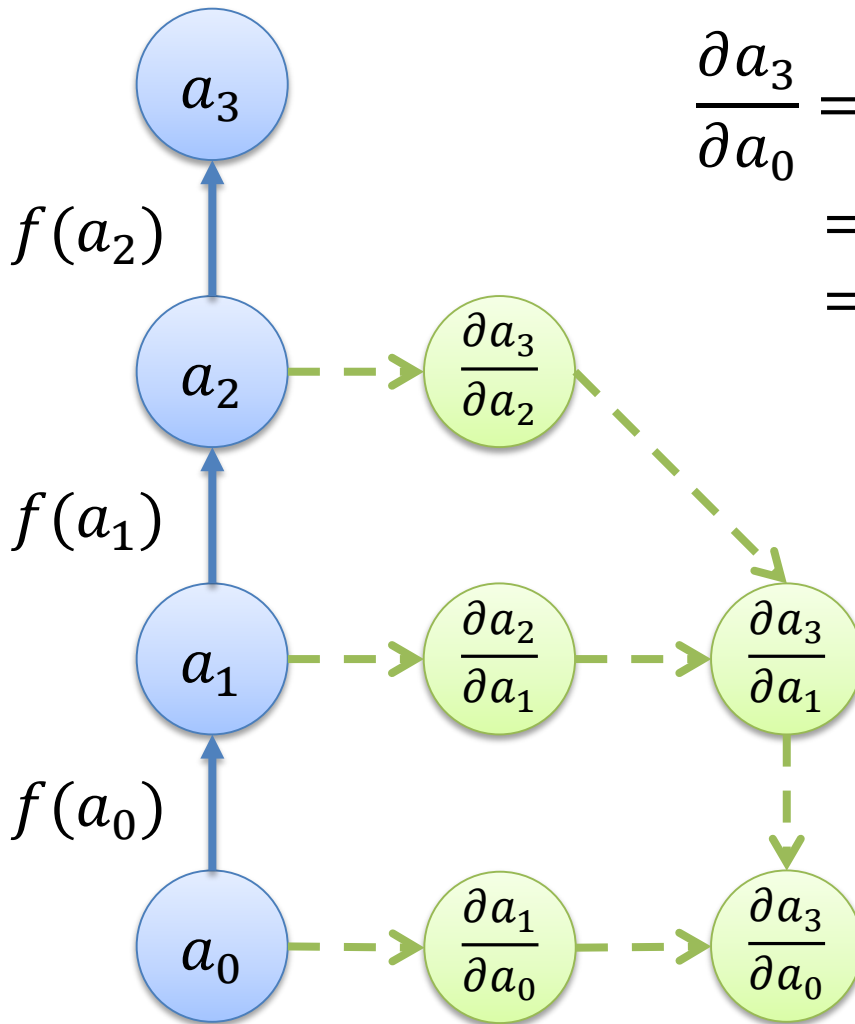 a₃
∂a₃/∂a₀ =
f(a₂)
=
=
a₂
∂a₃/∂a₂
f(a₁)
a₁
∂a₂/∂a₁
∂a₃/∂a₁
f(a₀)
a₀
∂a₁/∂a₀
∂a₃/∂a₀